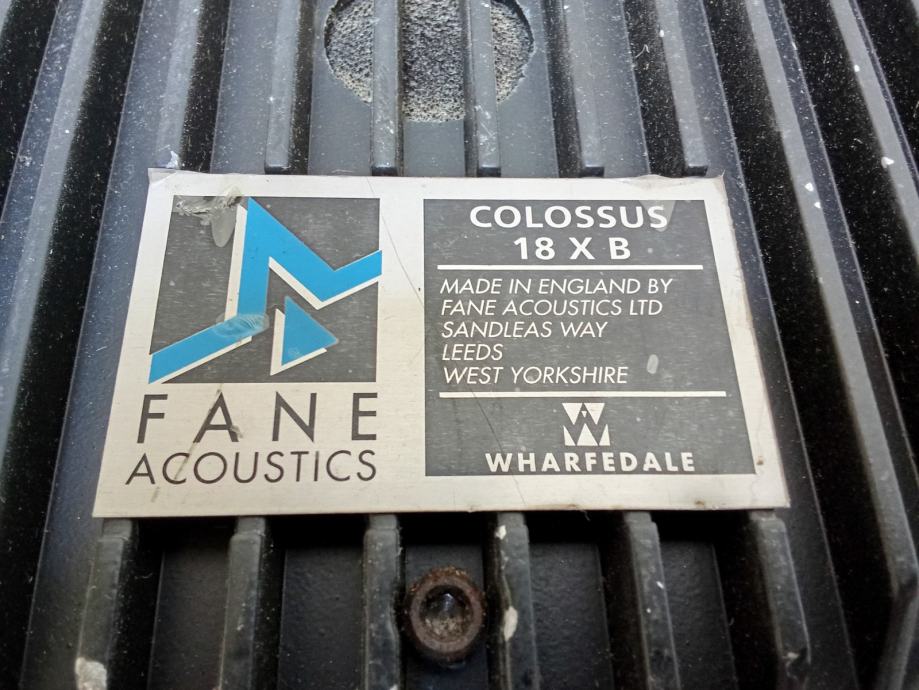 FANE
ACOUSTICS
COLOSSUS
18 X B
MADE IN ENGLAND BY
FANE ACOUSTICS LTD
SANDLEAS WAY
LEEDS
WEST YORKSHIRE
WHARFEDALE